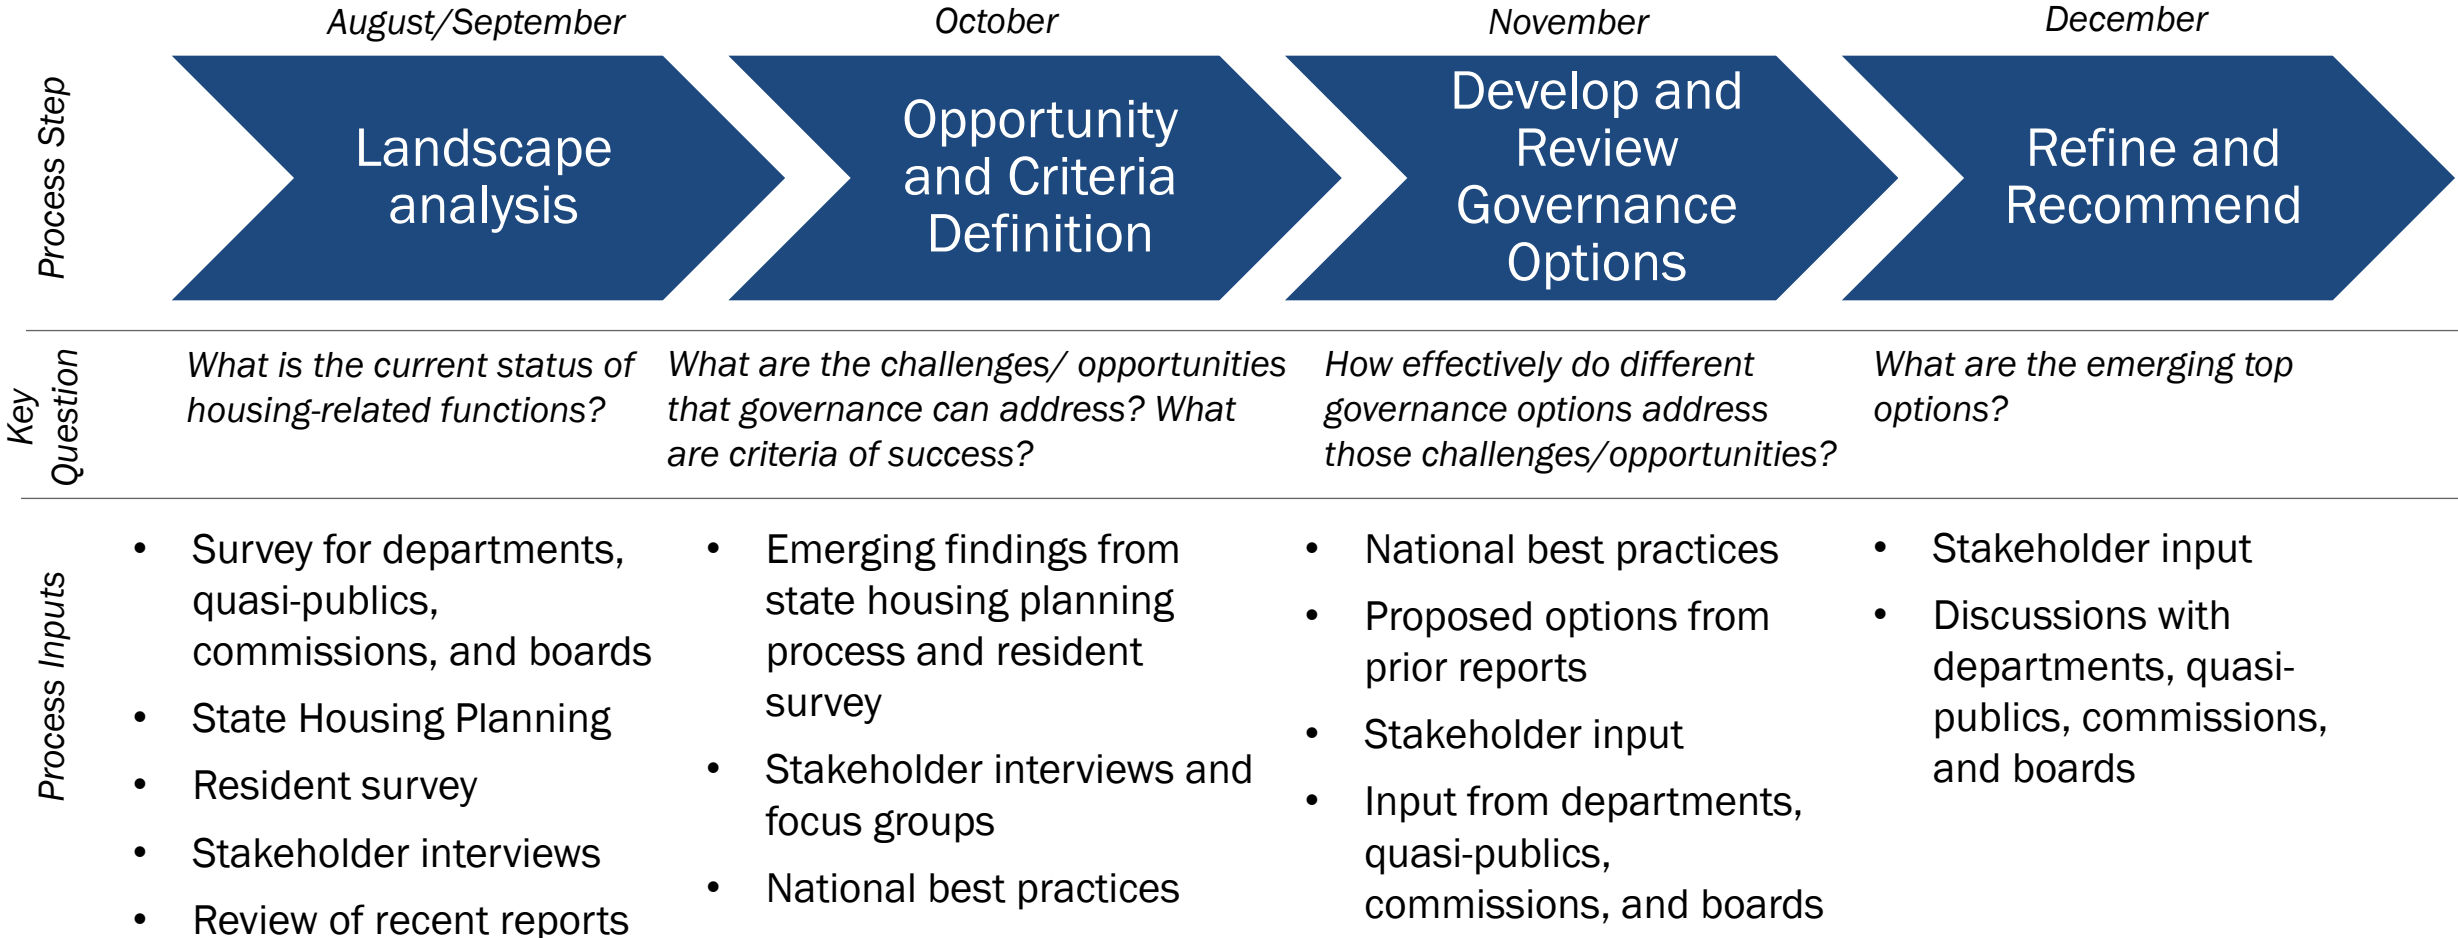 August/September
October
November
December
Process Step
Landscape
analysis
Opportunity
and Criteria
Definition
Develop and
Review
Governance
Options
Refine and
Recommend
Key
Question
What is the current status of
housing-related functions?
What are the challenges/ opportunities
that governance can address? What
are criteria of success?
How effectively do different
governance options address
those challenges/opportunities?
What are the emerging top
options?
Process Inputs
• Survey for departments,
quasi-publics,
commissions, and boards
• State Housing Planning
• Resident survey
• Stakeholder interviews
• Review of recent reports
• Emerging findings from
state housing planning
process and resident
survey
• Stakeholder interviews and
focus groups
• National best practices
• National best practices
• Proposed options from
prior reports
• Stakeholder input
• Input from departments,
quasi-publics,
commissions, and boards
• Stakeholder input
• Discussions with
departments, quasi-
publics, commissions,
and boards